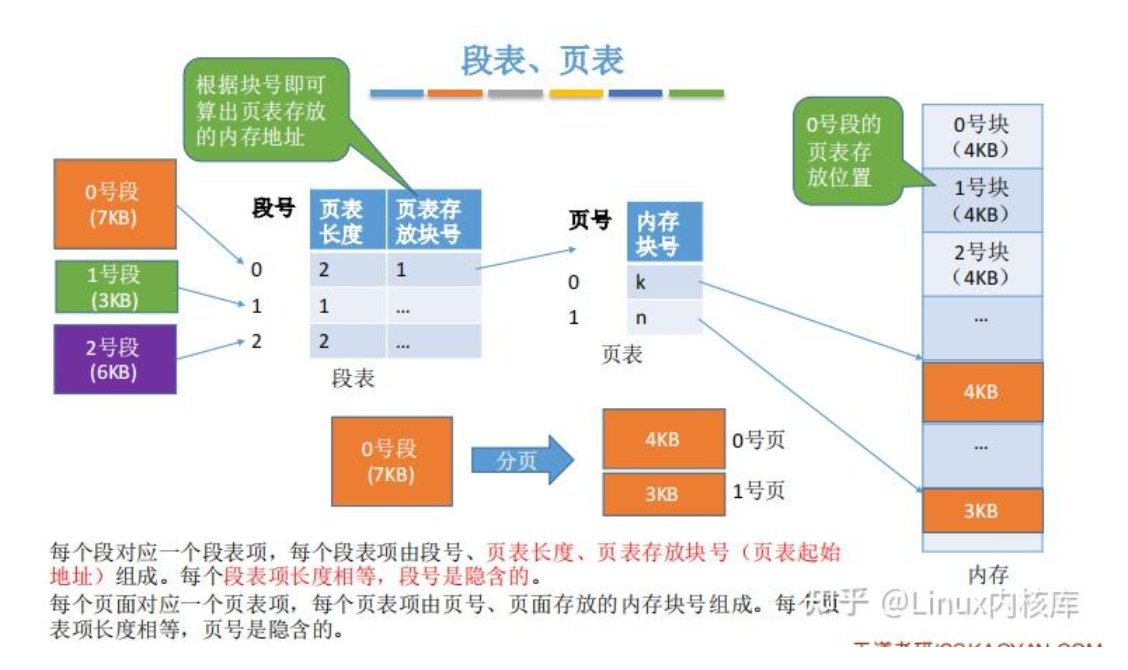 段表、页表
根据块号即可
算出页表存放
的内存地址
0号段的
页表存
放位置
0号段
(7KB)
1号段
(3KB)
2号段
(6KB)
段号
页表
长度
页表存
放块号
0
2
1
1
1
...
2
2
...
段表
页号
内存
块号
0
k
1
n
页表
0号块
（4KB）
1号块
（4KB）
2号块
（4KB）
...
4KB
...
3KB
内存
0号段
(7KB)
分页
4KB
0号页
3KB
1号页
每个段对应一个段表项，每个段表项由段号、页表长度、页表存放块号（页表起始
地址）组成。每个段表项长度相等，段号是隐含的。
每个页面对应一个页表项，每个页表项由页号、页面存放的内存块号组成。每个页
表项长度相等，页号是隐含的。
知乎 @Linux内核库